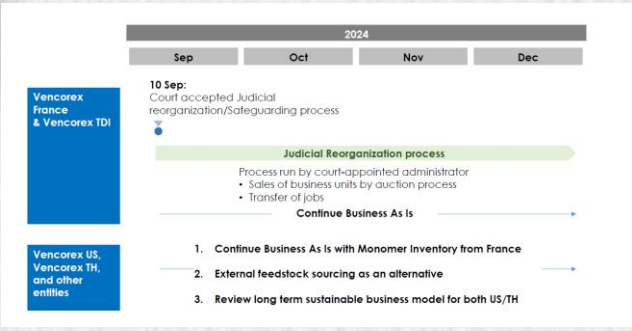 2024
Sep Oct Nov Dec
Vencorex
France
& Vencorex TDI
10 Sep:
Court accepted Judicial
reorganization/Safeguarding process
Judicial Reorganization process
Process run by court-appointed administrator
• Sales of business units by auction process
• Transfer of jobs
Continue Business As Is
Vencorex US,
Vencorex TH,
and other
entities
1. Continue Business As Is with Monomer Inventory from France
2. External feedstock sourcing as an alternative
3. Review long term sustainable business model for both US/TH